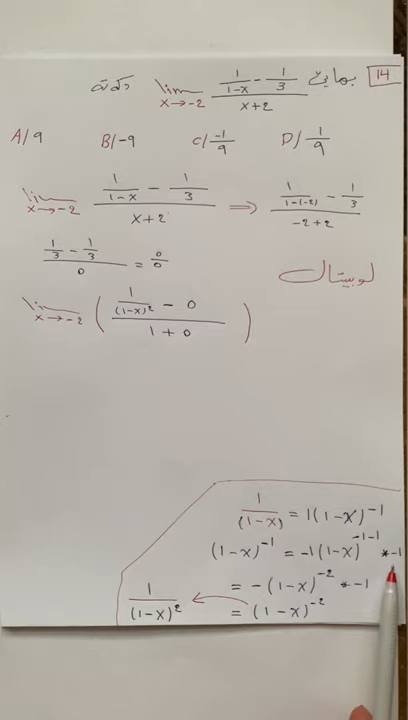 14 lim x→-2 (1/(1-x) - 1/3)/(x+2)
A/ 9 B/ -9 C/ -1/9 D/ 1/9
lim x→-2 (1/(1-x) - 1/3)/(x+2) ⇒ (1/(1-(-2)) - 1/3)/(-2+2)
(1/3 - 1/3)/0 = 0/0
لوبيتال
lim x→-2 ( (1/(1-x)² - 0)/(1+0) )
1/(1-x) = 1(1-x)^-1
(1-x)^-1 = -1(1-x)^-1-1 * -1
= -(1-x)^-2 * -1
1/(1-x)² ← = (1-x)^-2